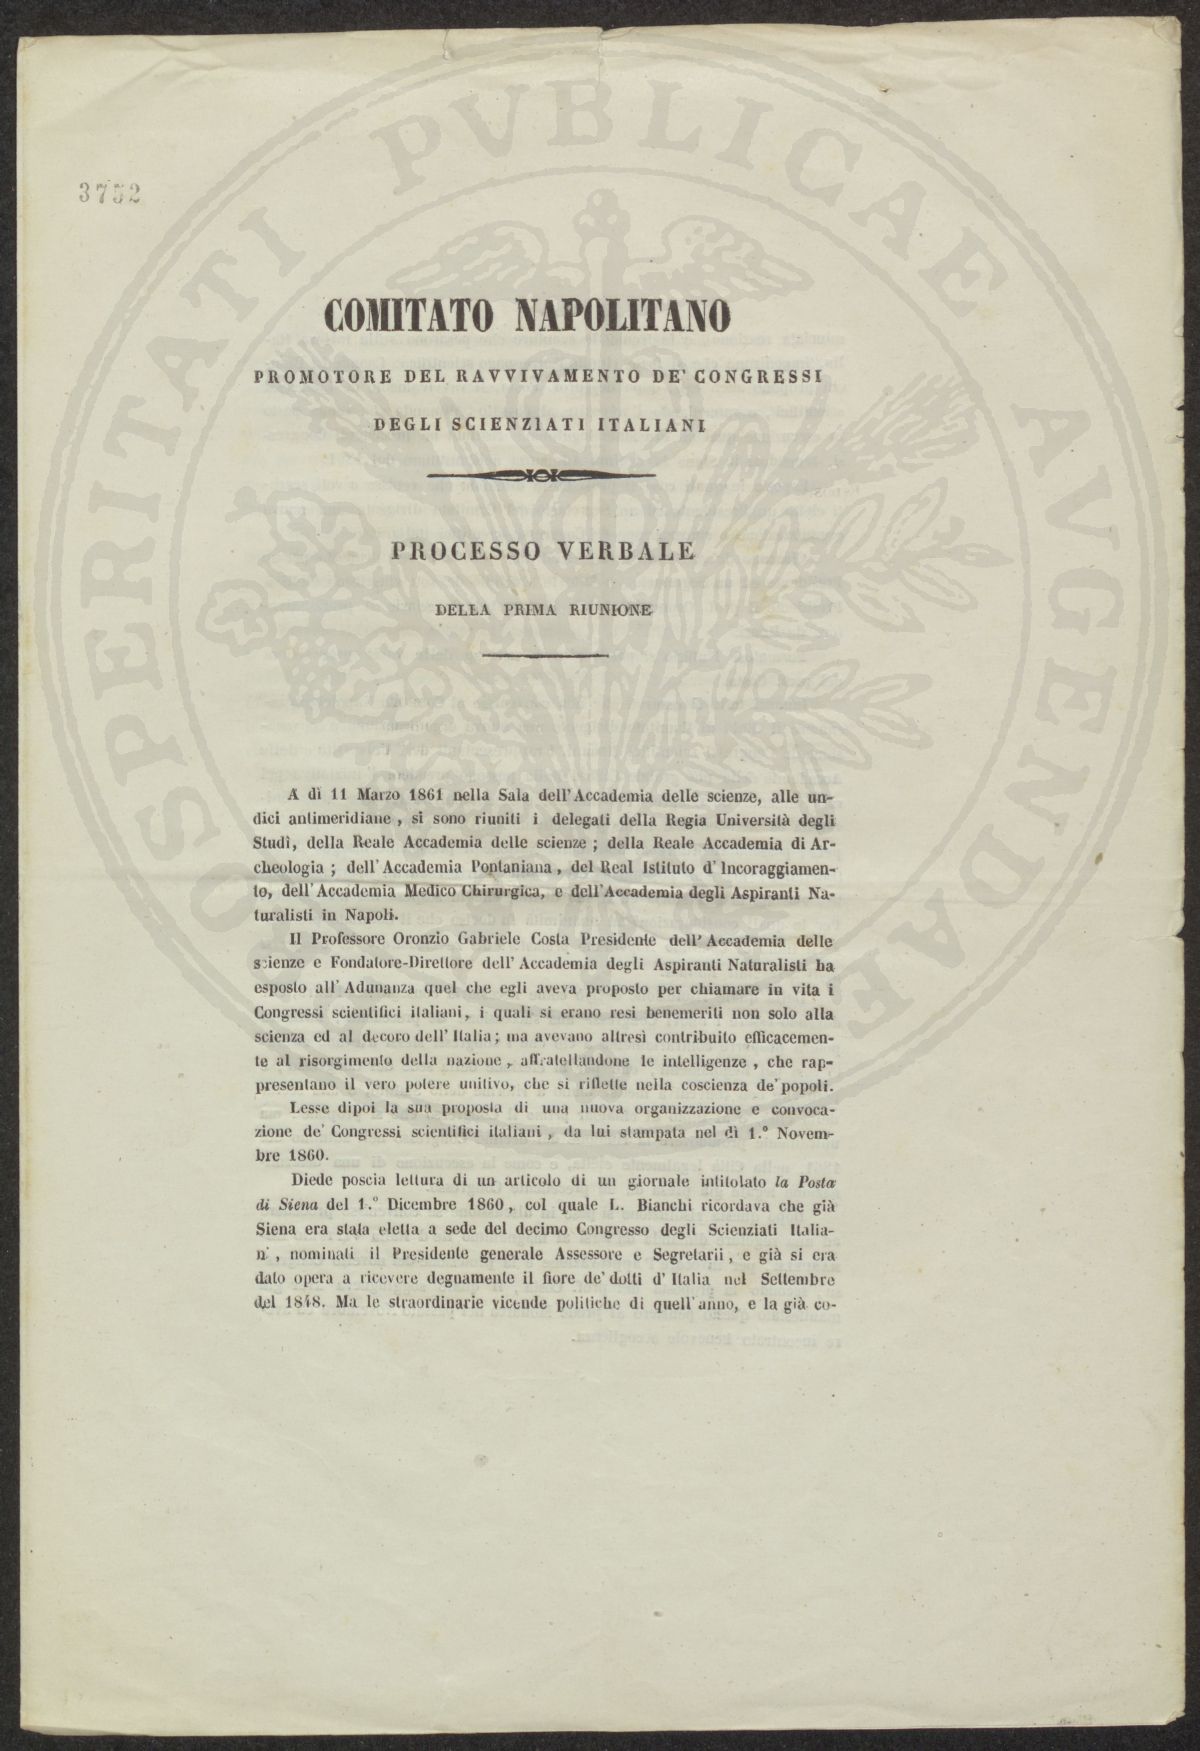 PROSPERITATI PVBLICAE AVGENDAE
3752
COMITATO NAPOLITANO
PROMOTORE DEL RAVVIVAMENTO DE' CONGRESSI
DEGLI SCIENZIATI ITALIANI
PROCESSO VERBALE
DELLA PRIMA RIUNIONE
A dì 11 Marzo 1861 nella Sala dell' Accademia delle scienze, alle un-
dici antimeridiane, si sono riuniti i delegati della Regia Università degli
Studî, della Reale Accademia delle scienze ; della Reale Accademia di Ar-
cheologia ; dell' Accademia Pontaniana, del Real Istituto d' Incoraggiamen-
to, dell' Accademia Medico Chirurgica, e dell' Accademia degli Aspiranti Na-
turalisti in Napoli.
Il Professore Oronzio Gabriele Costa Presidente dell' Accademia delle
scienze e Fondatore-Direttore dell' Accademia degli Aspiranti Naturalisti ha
esposto all' Adunanza quel che egli aveva proposto per chiamare in vita i
Congressi scientifici italiani, i quali si erano resi benemeriti non solo alla
scienza ed al decoro dell' Italia; ma avevano altresì contribuito efficacemen-
te al risorgimento della nazione, affratellandone le intelligenze, che rap-
presentano il vero potere unitivo, che si riflette nella coscienza de' popoli.
Lesse dipoi la sua proposta di una nuova organizzazione e convoca-
zione de' Congressi scientifici italiani, da lui stampata nel dì 1.° Novem-
bre 1860.
Diede poscia lettura di un articolo di un giornale intitolato la Posta
di Siena del 1.° Dicembre 1860, col quale L. Bianchi ricordava che già
Siena era stata eletta a sede del decimo Congresso degli Scienziati Italia-
ni, nominati il Presidente generale Assessore e Segretarii, e già si era
dato opera a ricevere degnamente il fiore de' dotti d' Italia nel Settembre
del 1848. Ma le straordinarie vicende politiche di quell' anno, e la già co-